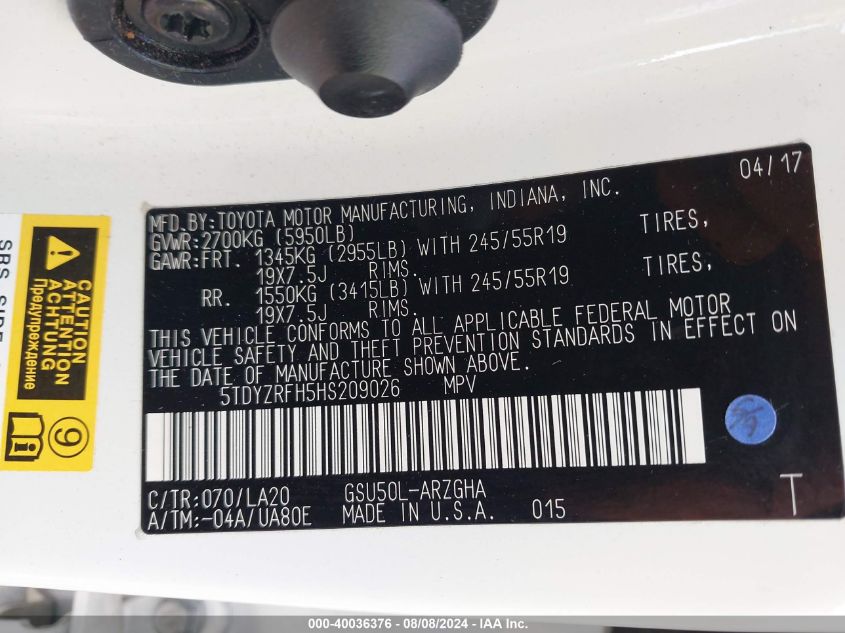 04/17
MFD.BY:TOYOTA MOTOR MANUFACTURING, INDIANA, INC.
GVWR:2700KG (5950LB)
GAWR:FRT. 1345KG (2955LB) WITH 245/55R19 TIRES,
19X7.5J RIMS.
RR. 1550KG (3415LB) WITH 245/55R19 TIRES,
19X7.5J RIMS.
THIS VEHICLE CONFORMS TO ALL APPLICABLE FEDERAL MOTOR
VEHICLE SAFETY AND THEFT PREVENTION STANDARDS IN EFFECT ON
THE DATE OF MANUFACTURE SHOWN ABOVE.
5TDYZRFH5HS209026 MPV
C/TR:070/LA20 GSU50L-ARZGHA
A/TM:-04A/UA80E MADE IN U.S.A. 015
T
SRS SIDE
CAUTION
ATTENTION
ACHTUNG
Предупреждение
9
000-40036376 / 08/08/2024 - IAA Inc.